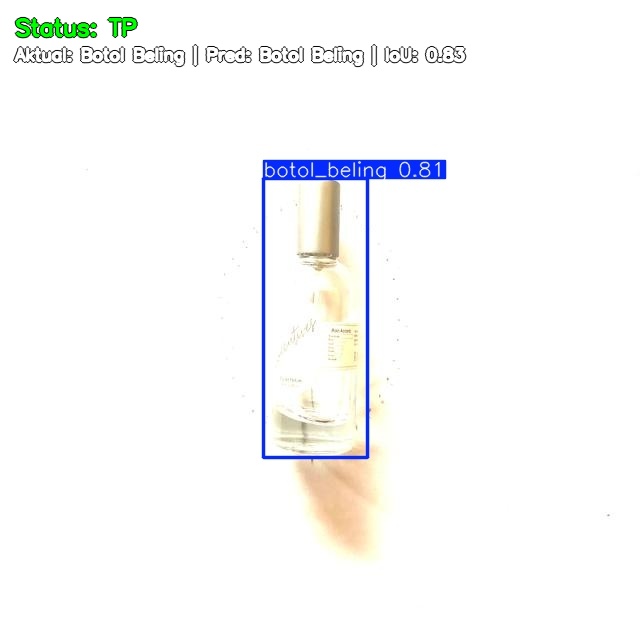 Status: TP
Aktual: Botol Beling | Pred: Botol Beling | IoU: 0.83
botol_beling 0.81